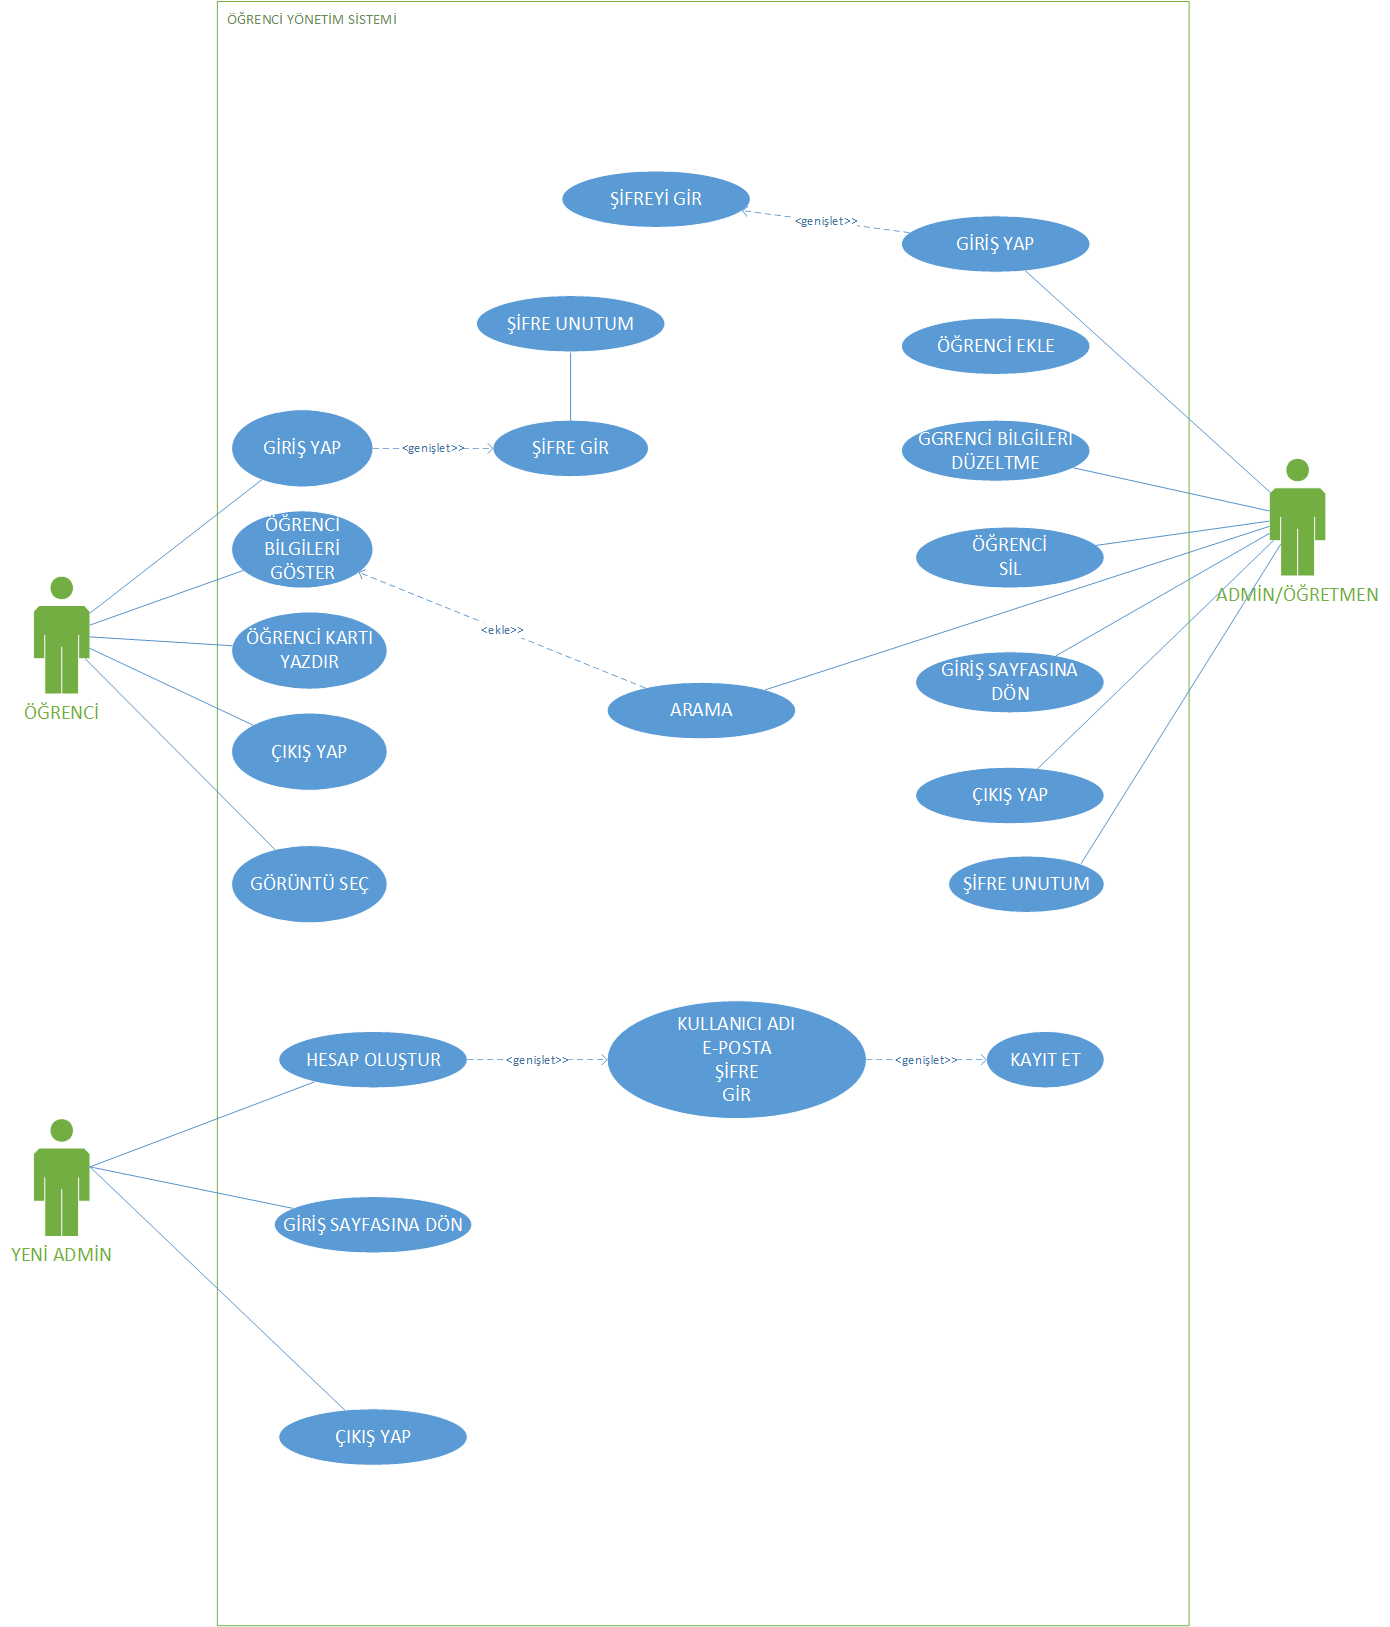 ÖĞRENCİ YÖNETİM SİSTEMİ
ŞİFREYİ GİR
<genişlet>>
GİRİŞ YAP
ŞİFRE UNUTUM
ÖĞRENCİ EKLE
GİRİŞ YAP
<genişlet>>
ŞİFRE GİR
GGRENCİ BİLGİLERİ
DÜZELTME
ÖĞRENCİ
BİLGİLERİ
GÖSTER
ÖĞRENCİ
SİL
ADMİN/ÖĞRETMEN
<ekle>>
ÖĞRENCİ KARTI
YAZDIR
GİRİŞ SAYFASINA
DÖN
ÖĞRENCİ
ARAMA
ÇIKIŞ YAP
ÇIKIŞ YAP
GÖRÜNTÜ SEÇ
ŞİFRE UNUTUM
HESAP OLUŞTUR
<genişlet>>
KULLANICI ADI
E-POSTA
ŞİFRE
GİR
<genişlet>>
KAYIT ET
GİRİŞ SAYFASINA DÖN
YENİ ADMİN
ÇIKIŞ YAP